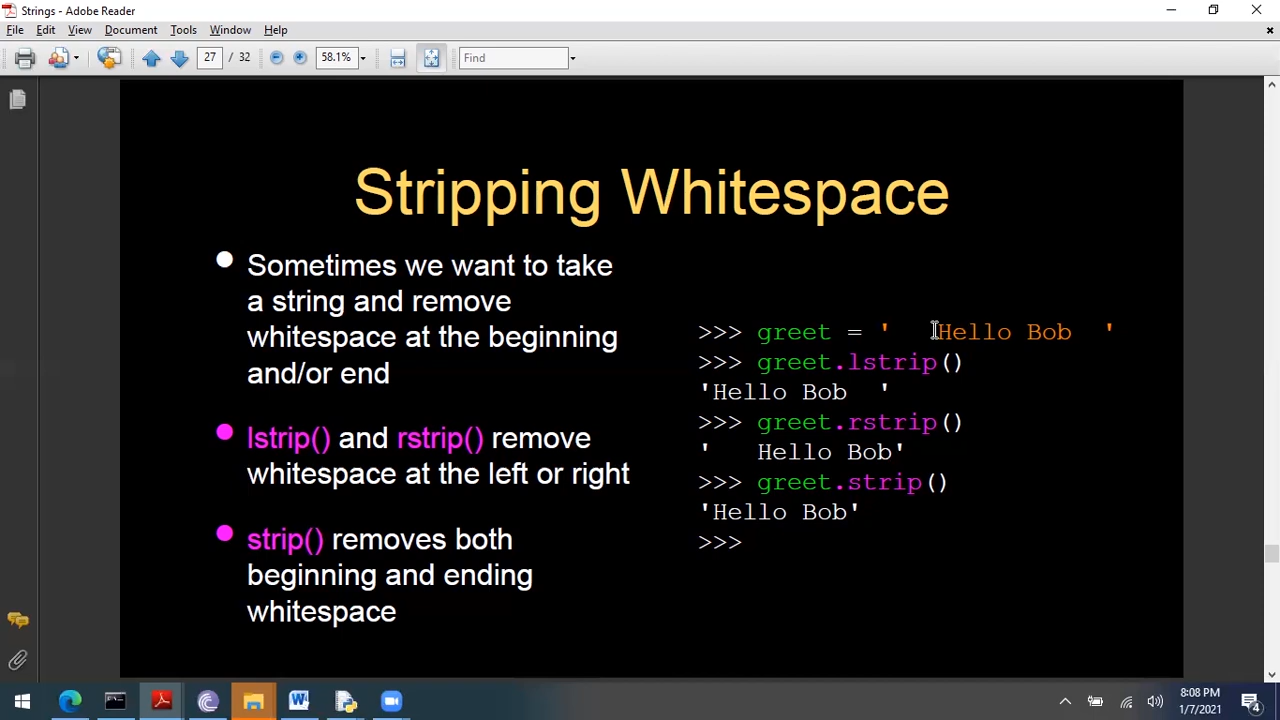 Strings - Adobe Reader
File Edit View Document Tools Window Help
27 / 32 58.1% Find
Stripping Whitespace
Sometimes we want to take
a string and remove
whitespace at the beginning
and/or end
lstrip() and rstrip() remove
whitespace at the left or right
strip() removes both
beginning and ending
whitespace
>>> greet = '   Hello Bob  '
>>> greet.lstrip()
'Hello Bob  '
>>> greet.rstrip()
'   Hello Bob'
>>> greet.strip()
'Hello Bob'
>>>
8:08 PM
1/7/2021
4